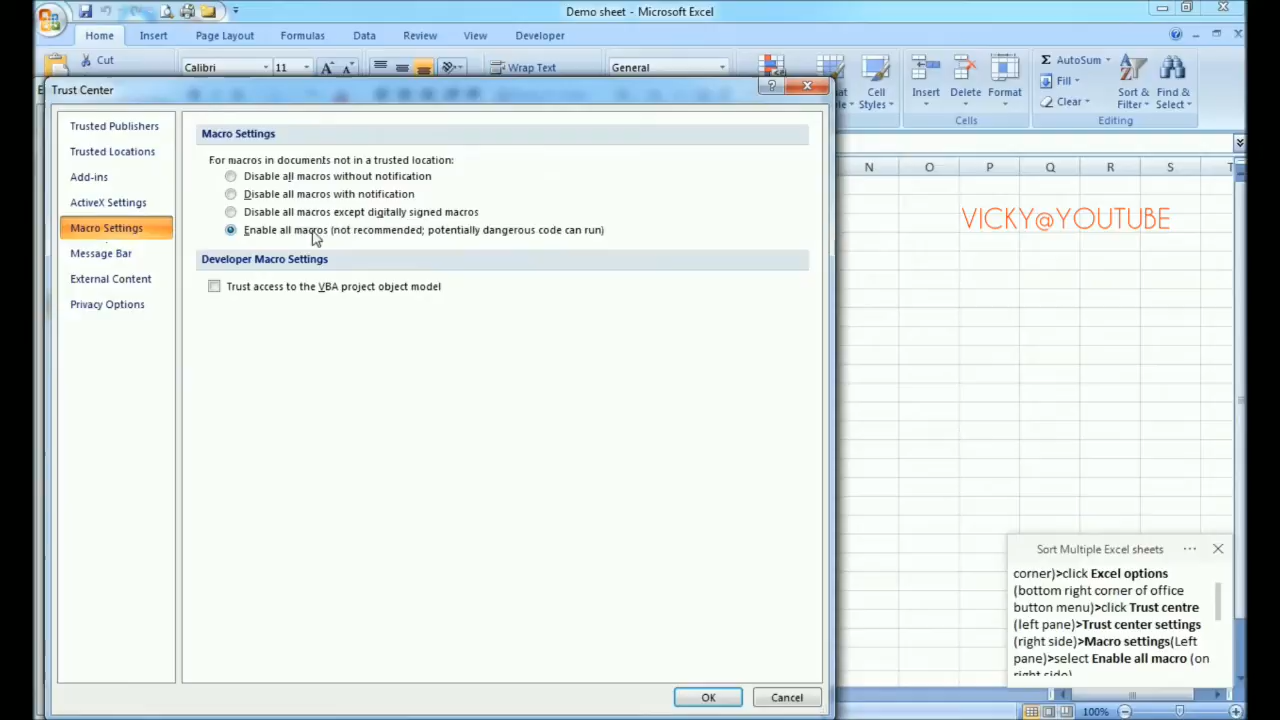 Demo sheet - Microsoft Excel
Home Insert Page Layout Formulas Data Review View Developer
Cut
Calibri 11
Wrap Text
General
Cell Styles
Insert Delete Format
Cells
AutoSum
Fill
Clear
Sort & Filter
Find & Select
Editing
Trust Center
Trusted Publishers
Trusted Locations
Add-ins
ActiveX Settings
Macro Settings
Message Bar
External Content
Privacy Options
Macro Settings
For macros in documents not in a trusted location:
Disable all macros without notification
Disable all macros with notification
Disable all macros except digitally signed macros
Enable all macros (not recommended; potentially dangerous code can run)
Developer Macro Settings
Trust access to the VBA project object model
OK Cancel
N O P Q R S T
VICKY@YOUTUBE
Sort Multiple Excel sheets
corner)>click Excel options
(bottom right corner of office
button menu)>click Trust centre
(left pane)>Trust center settings
(right side)>Macro settings(Left
pane)>select Enable all macro (on
right side)
100%